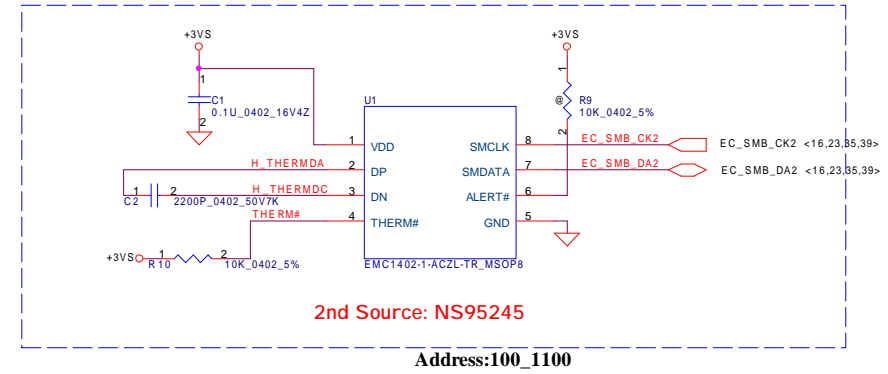 +3VS
+3VS
1
C1
0.1U_0402_16V4Z
2
U1
1
@
R9
10K_0402_5%
2
1
VDD
SMCLK
8
EC_SMB_CK2
EC_SMB_CK2 <16,23,35,39>
H_THERMDA
2
DP
SMDATA
7
EC_SMB_DA2
EC_SMB_DA2 <16,23,35,39>
1
2
H_THERMDC
3
DN
ALERT#
6
C2
2200P_0402_50V7K
THERM#
4
THERM#
GND
5
+3VS
1
2
R10
10K_0402_5%
EMC1402-1-ACZL-TR_MSOP8
2nd Source: NS95245
Address:100_1100